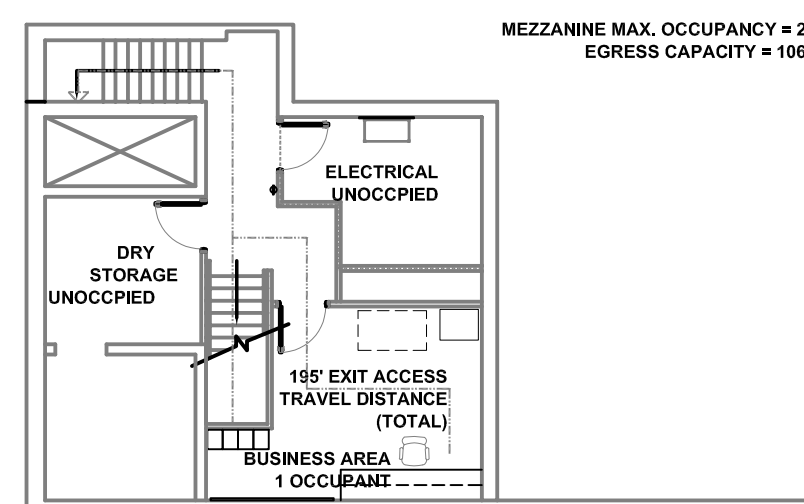 MEZZANINE MAX. OCCUPANCY = 2
EGRESS CAPACITY = 106
ELECTRICAL
UNOCCPIED
DRY
STORAGE
UNOCCPIED
N
195' EXIT ACCESS
TRAVEL DISTANCE
(TOTAL)
BUSINESS AREA
1 OCCUPANT